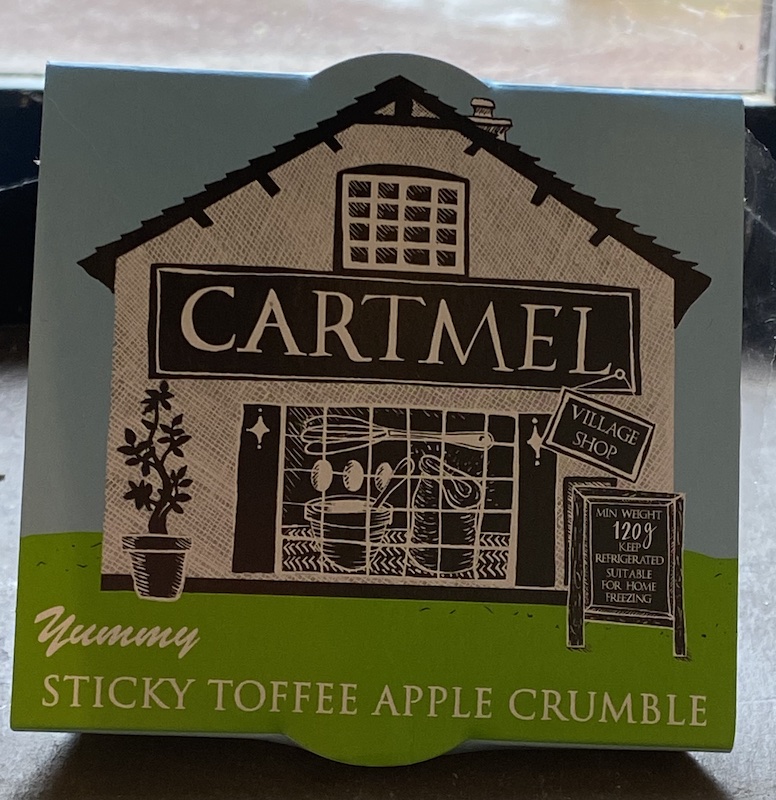 CARTMEL
VILLAGE
SHOP
MIN WEIGHT
120g
KEEP
REFRIGERATED
SUITABLE
FOR HOME
FREEZING
Yummy
STICKY TOFFEE APPLE CRUMBLE